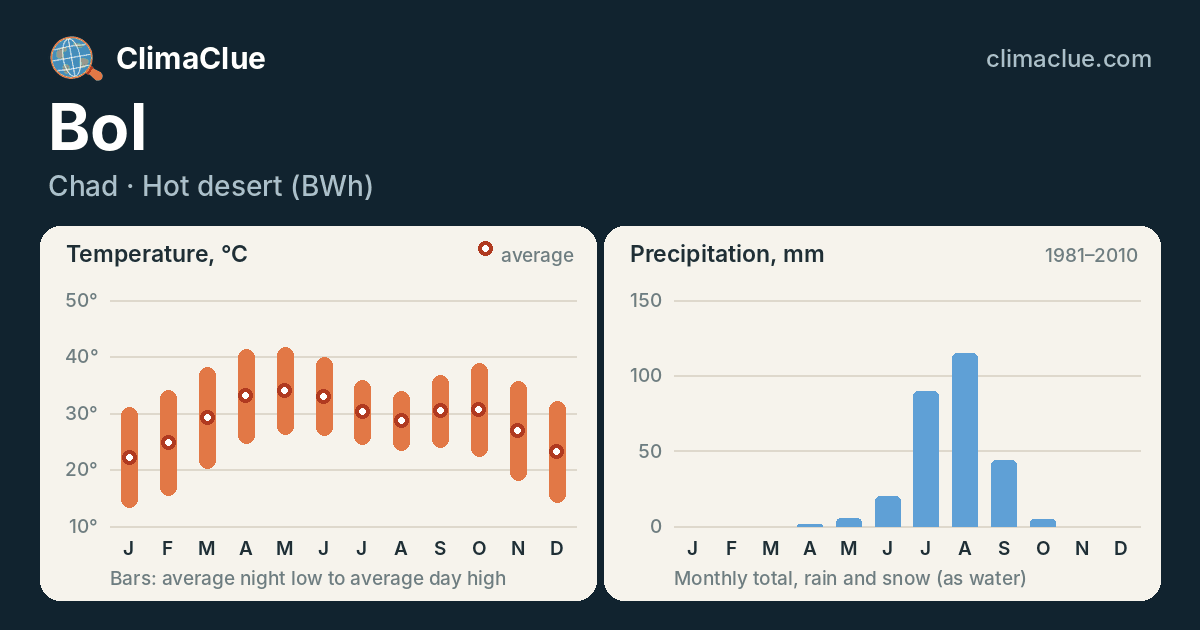 ClimaClue
climaclue.com
Bol
Chad · Hot desert (BWh)
Temperature, °C
average
50°
40°
30°
20°
10°
J F M A M J J A S O N D
Bars: average night low to average day high
Precipitation, mm
1981–2010
150
100
50
0
J F M A M J J A S O N D
Monthly total, rain and snow (as water)